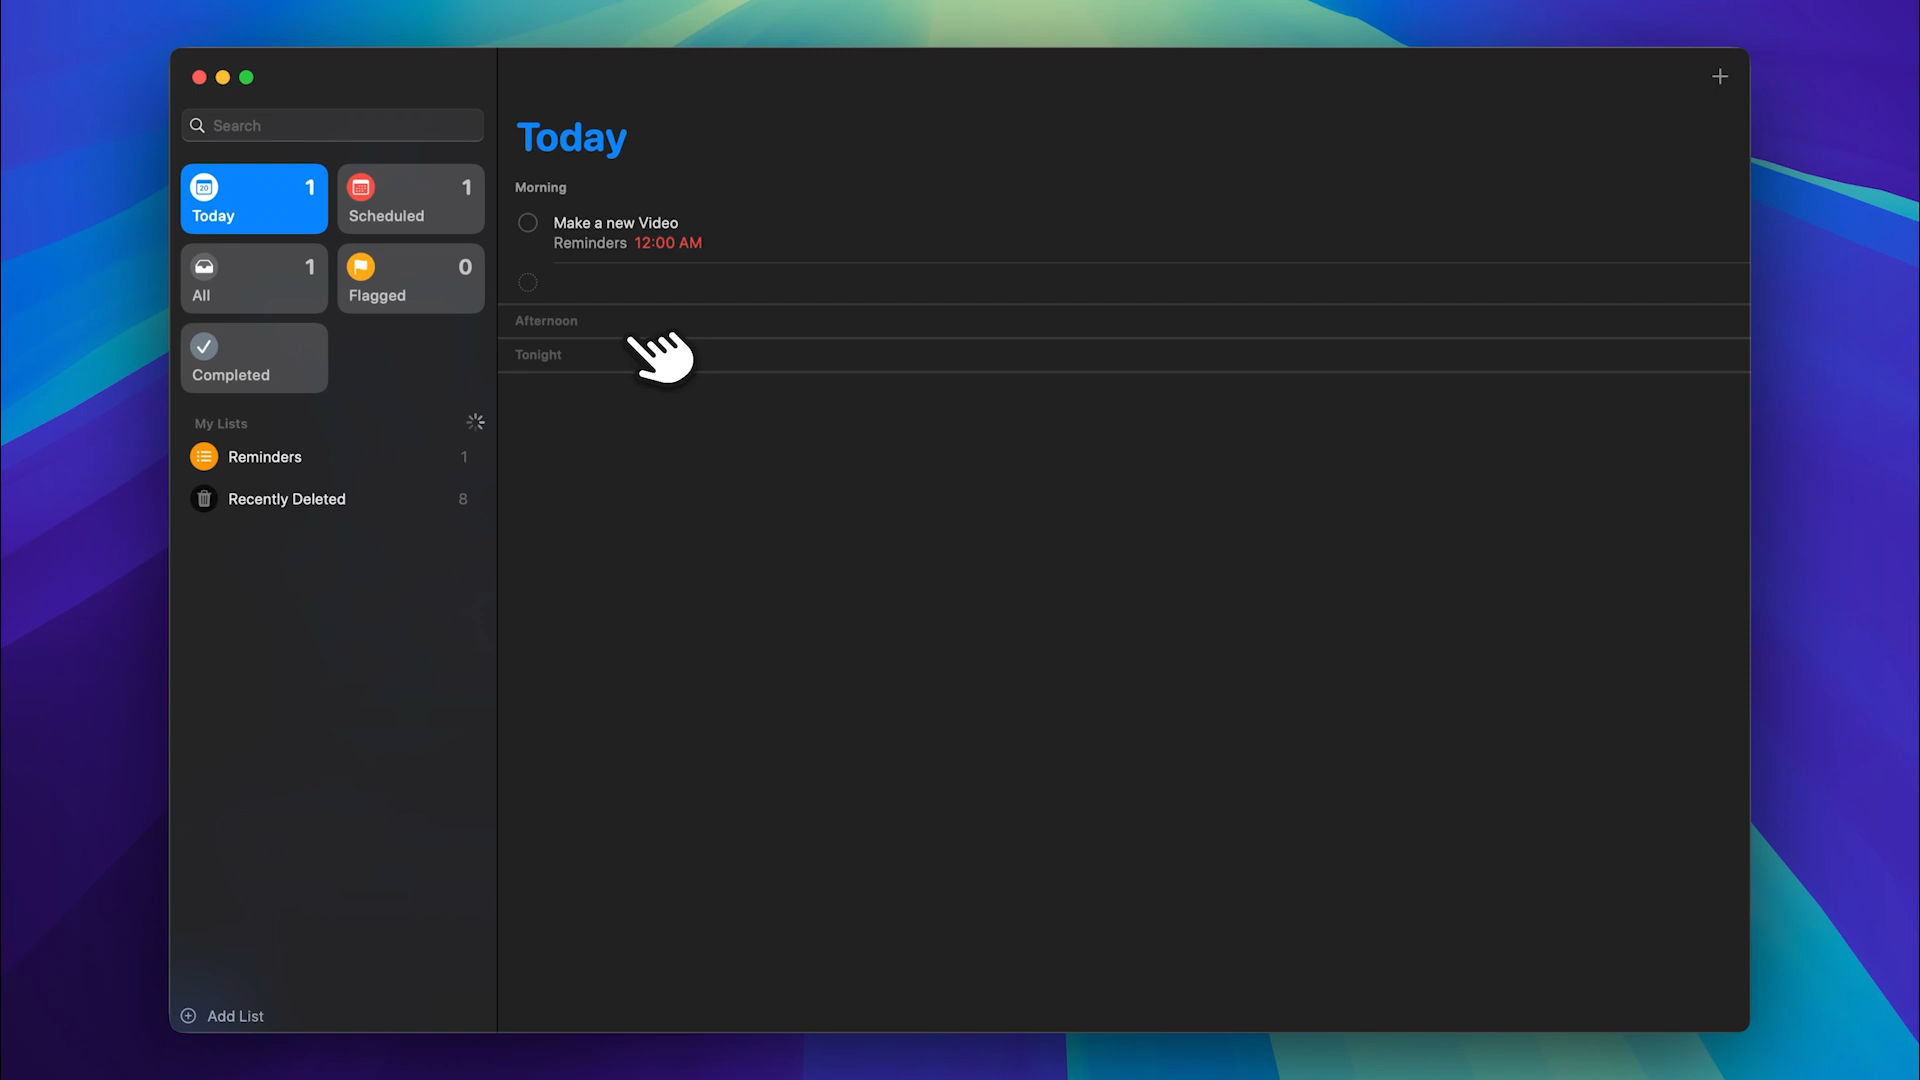 Search
20
1
Today
1
Scheduled
1
All
0
Flagged
Completed
My Lists
Reminders 1
Recently Deleted 8
Add List
Today
Morning
Make a new Video
Reminders 12:00 AM
Afternoon
Tonight